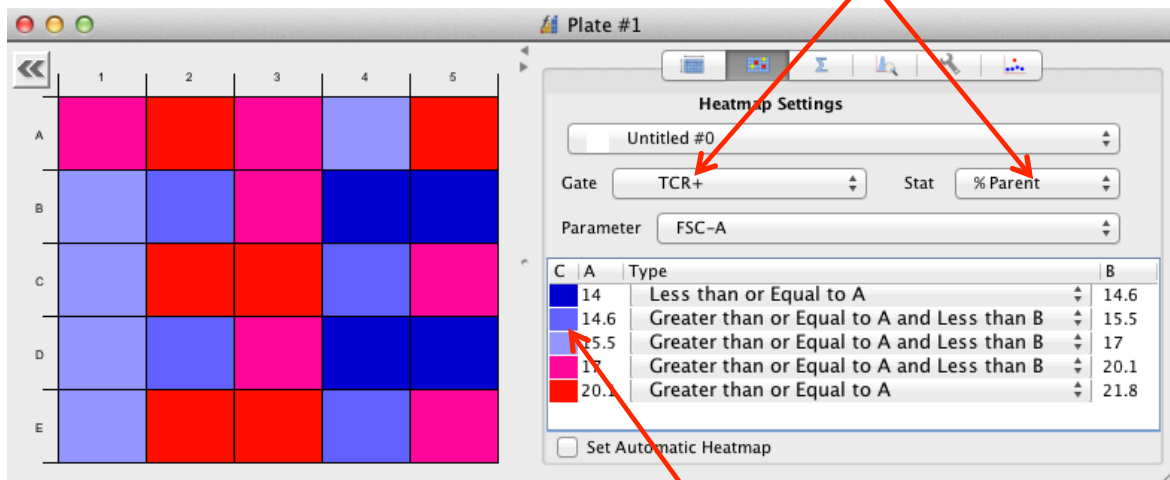 Plate #1
1 2 3 4 5
A
B
C
D
E
Heatmap Settings
Untitled #0
Gate TCR+ Stat % Parent
Parameter FSC-A
C A Type B
14 Less than or Equal to A 14.6
14.6 Greater than or Equal to A and Less than B 15.5
15.5 Greater than or Equal to A and Less than B 17
17 Greater than or Equal to A and Less than B 20.1
20.1 Greater than or Equal to A 21.8
Set Automatic Heatmap